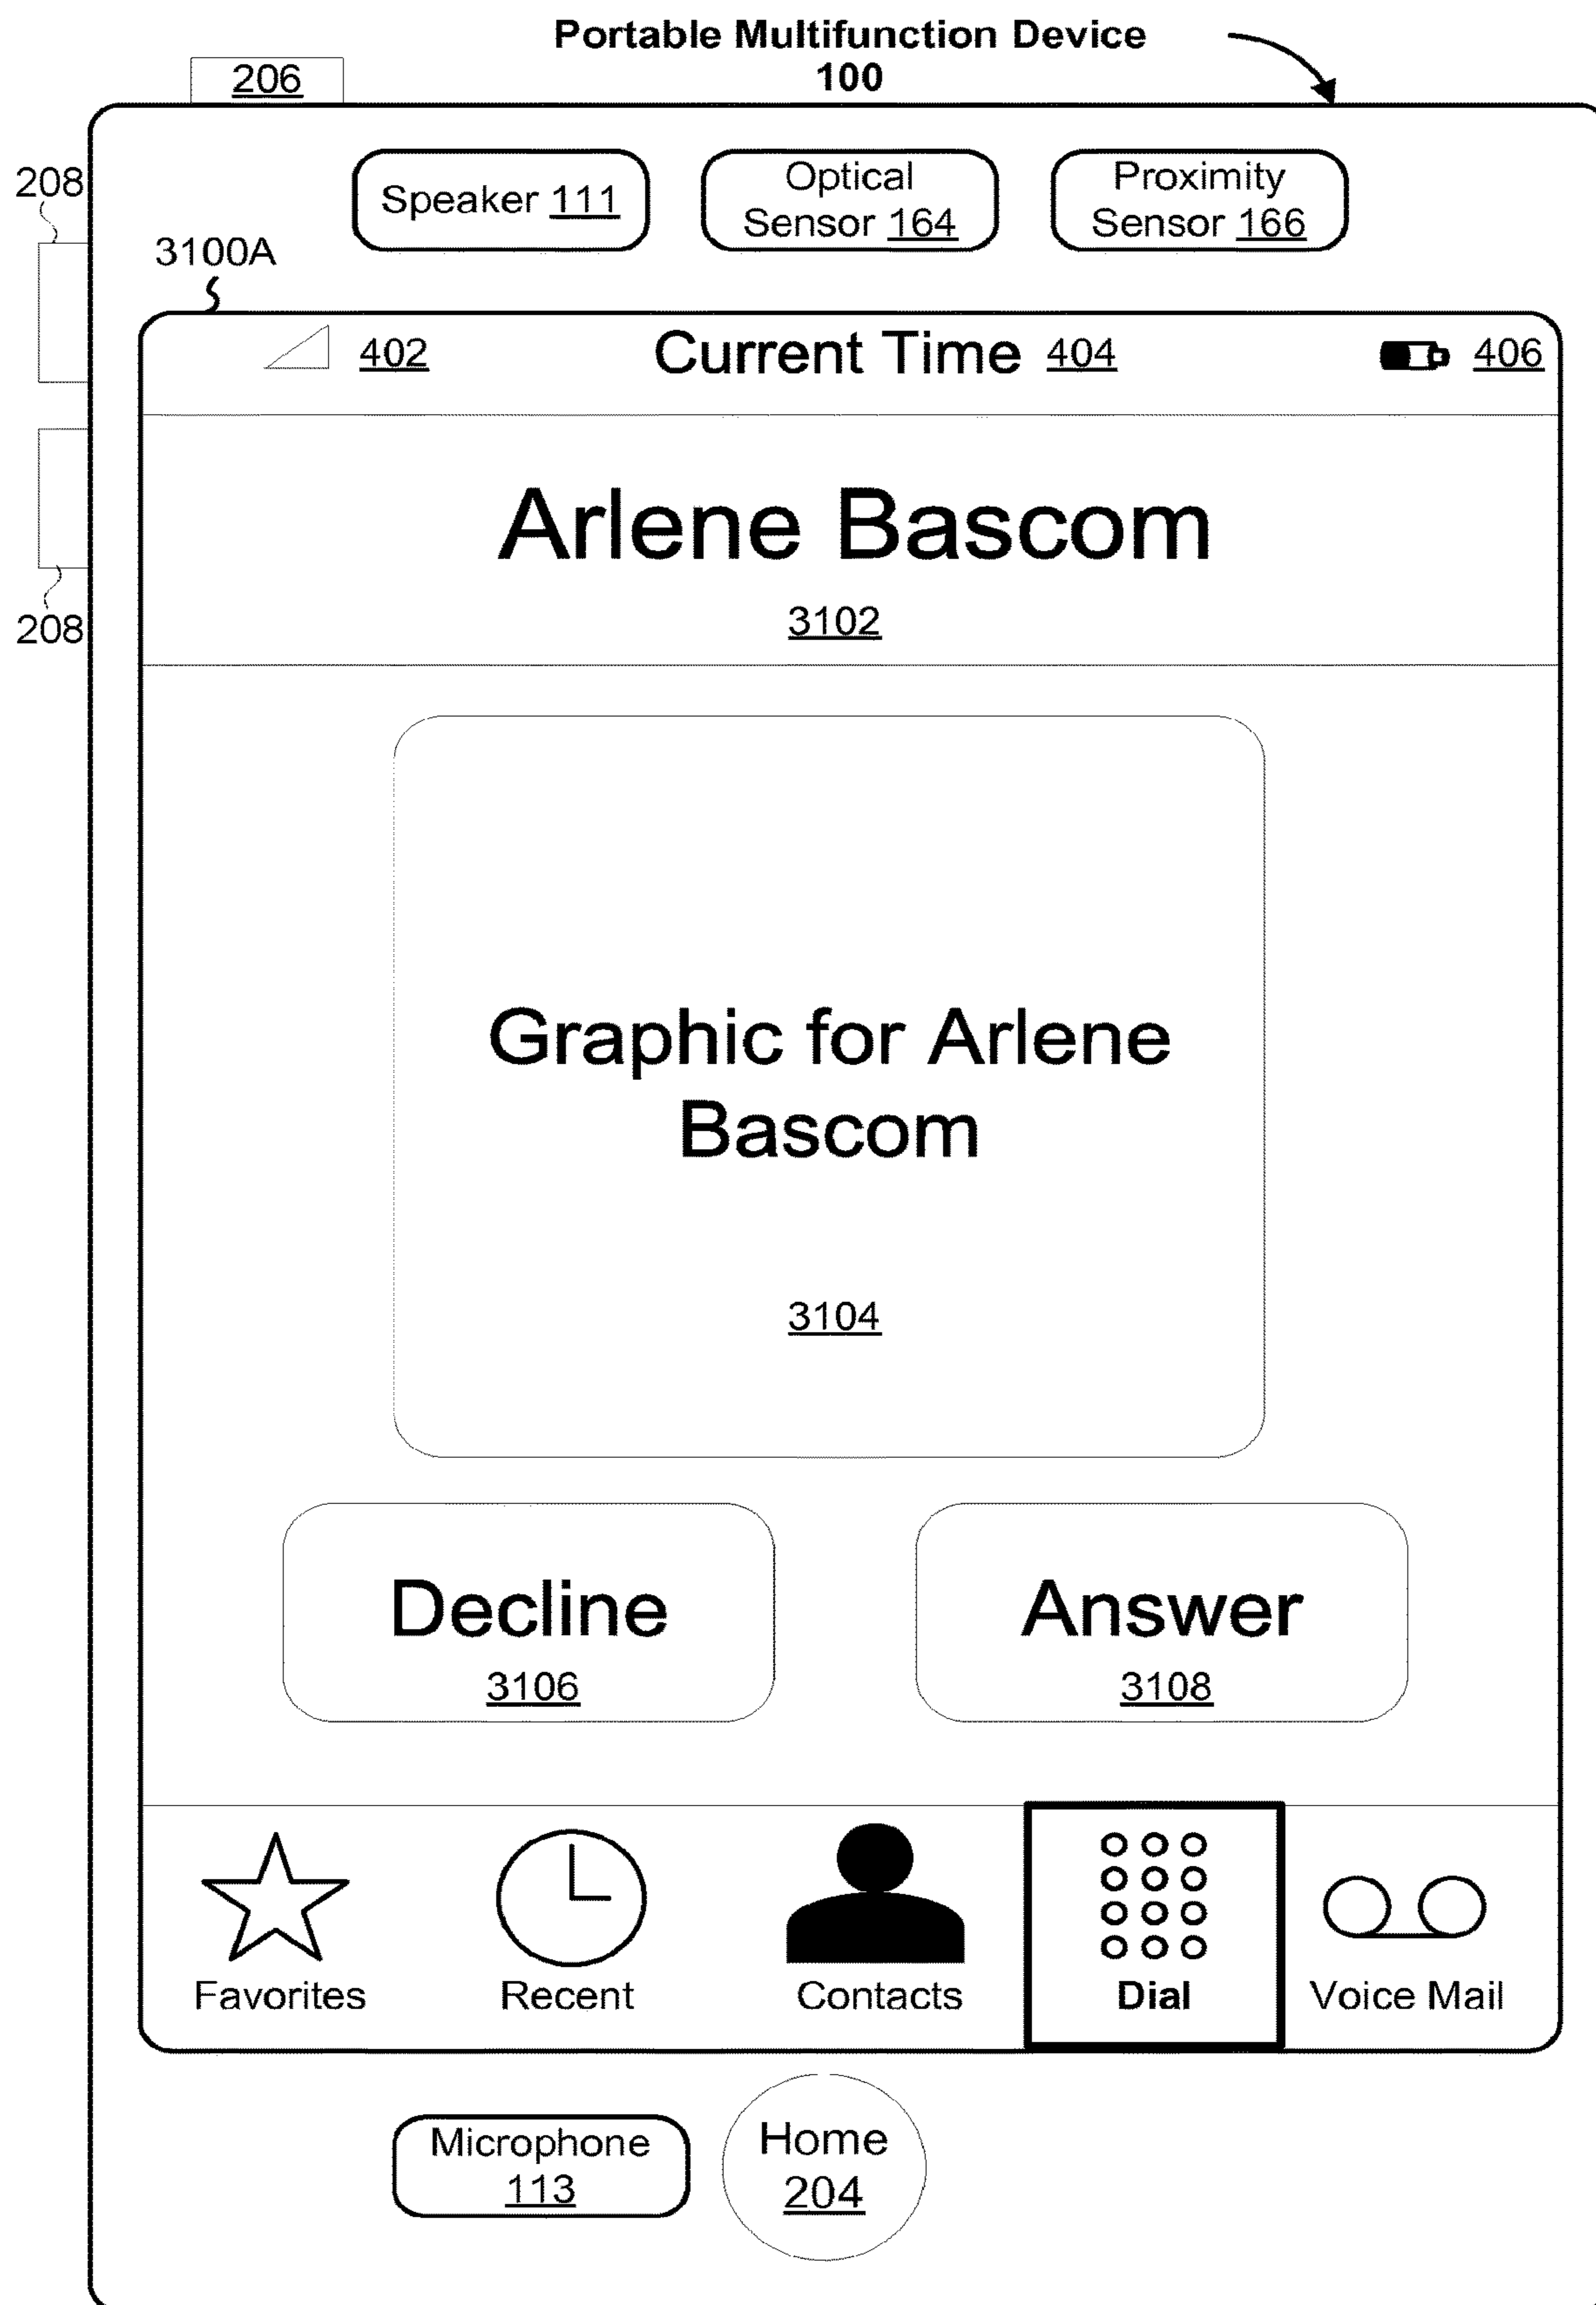 Portable Multifunction Device
100
206
208
Speaker 111
Optical
Sensor 164
Proximity
Sensor 166
3100A
402
Current Time 404
406
Arlene Bascom
3102
208
Graphic for Arlene
Bascom
3104
Decline
3106
Answer
3108
Favorites
Recent
Contacts
Dial
Voice Mail
Microphone
113
Home
204